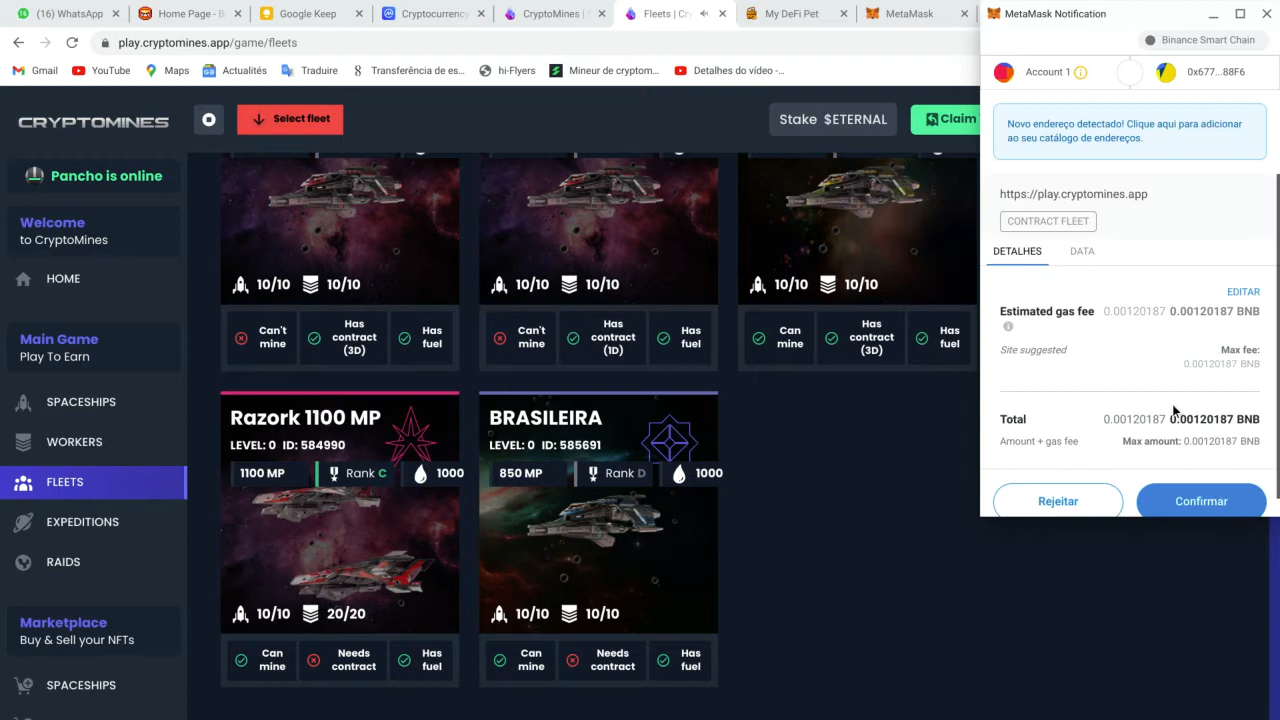 (16) WhatsApp
Home Page - B
Google Keep
Cryptocurrency
CryptoMines |
Fleets | Cry
My DeFi Pet
MetaMask
play.cryptomines.app/game/fleets
Gmail
YouTube
Maps
Actualités
Traduire
Transferência de es...
hi-Flyers
Mineur de cryptom...
Detalhes do vídeo -...
CRYPTOMINES
Select fleet
Stake $ETERNAL
Claim
Pancho is online
Welcome
to CryptoMines
HOME
Main Game
Play To Earn
SPACESHIPS
WORKERS
FLEETS
EXPEDITIONS
RAIDS
Marketplace
Buy & Sell your NFTs
SPACESHIPS
10/10 10/10
Can't mine
Has contract (3D)
Has fuel
10/10 10/10
Can't mine
Has contract (1D)
Has fuel
10/10 10/10
Can mine
Has contract (3D)
Has fuel
Razork 1100 MP
LEVEL: 0 ID: 584990
1100 MP
Rank C
1000
10/10 20/20
Can mine
Needs contract
Has fuel
BRASILEIRA
LEVEL: 0 ID: 585691
850 MP
Rank D
1000
10/10 10/10
Can mine
Needs contract
Has fuel
MetaMask Notification
Binance Smart Chain
Account 1
0x677...88F6
Novo endereço detectado! Clique aqui para adicionar
ao seu catálogo de endereços.
https://play.cryptomines.app
CONTRACT FLEET
DETALHES
DATA
EDITAR
Estimated gas fee 0.00120187 0.00120187 BNB
Site suggested
Max fee:
0.00120187 BNB
Total 0.00120187 0.00120187 BNB
Amount + gas fee
Max amount: 0.00120187 BNB
Rejeitar
Confirmar